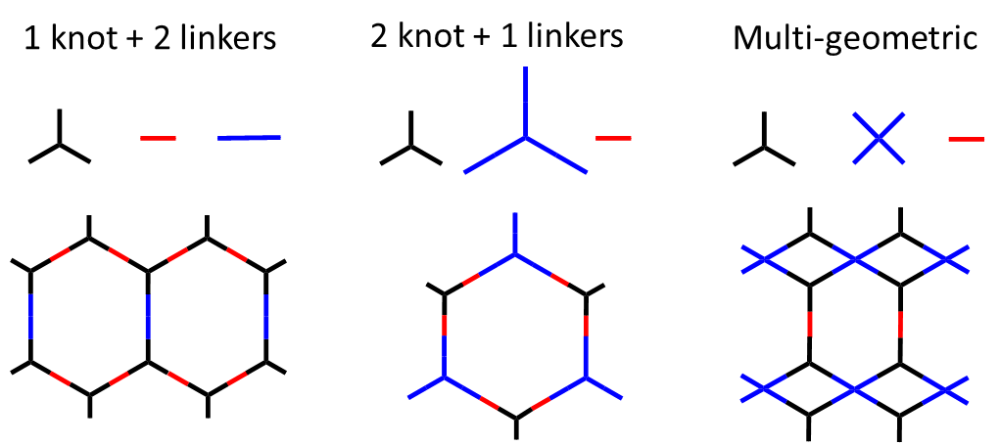 1 knot + 2 linkers
2 knot + 1 linkers
Multi-geometric